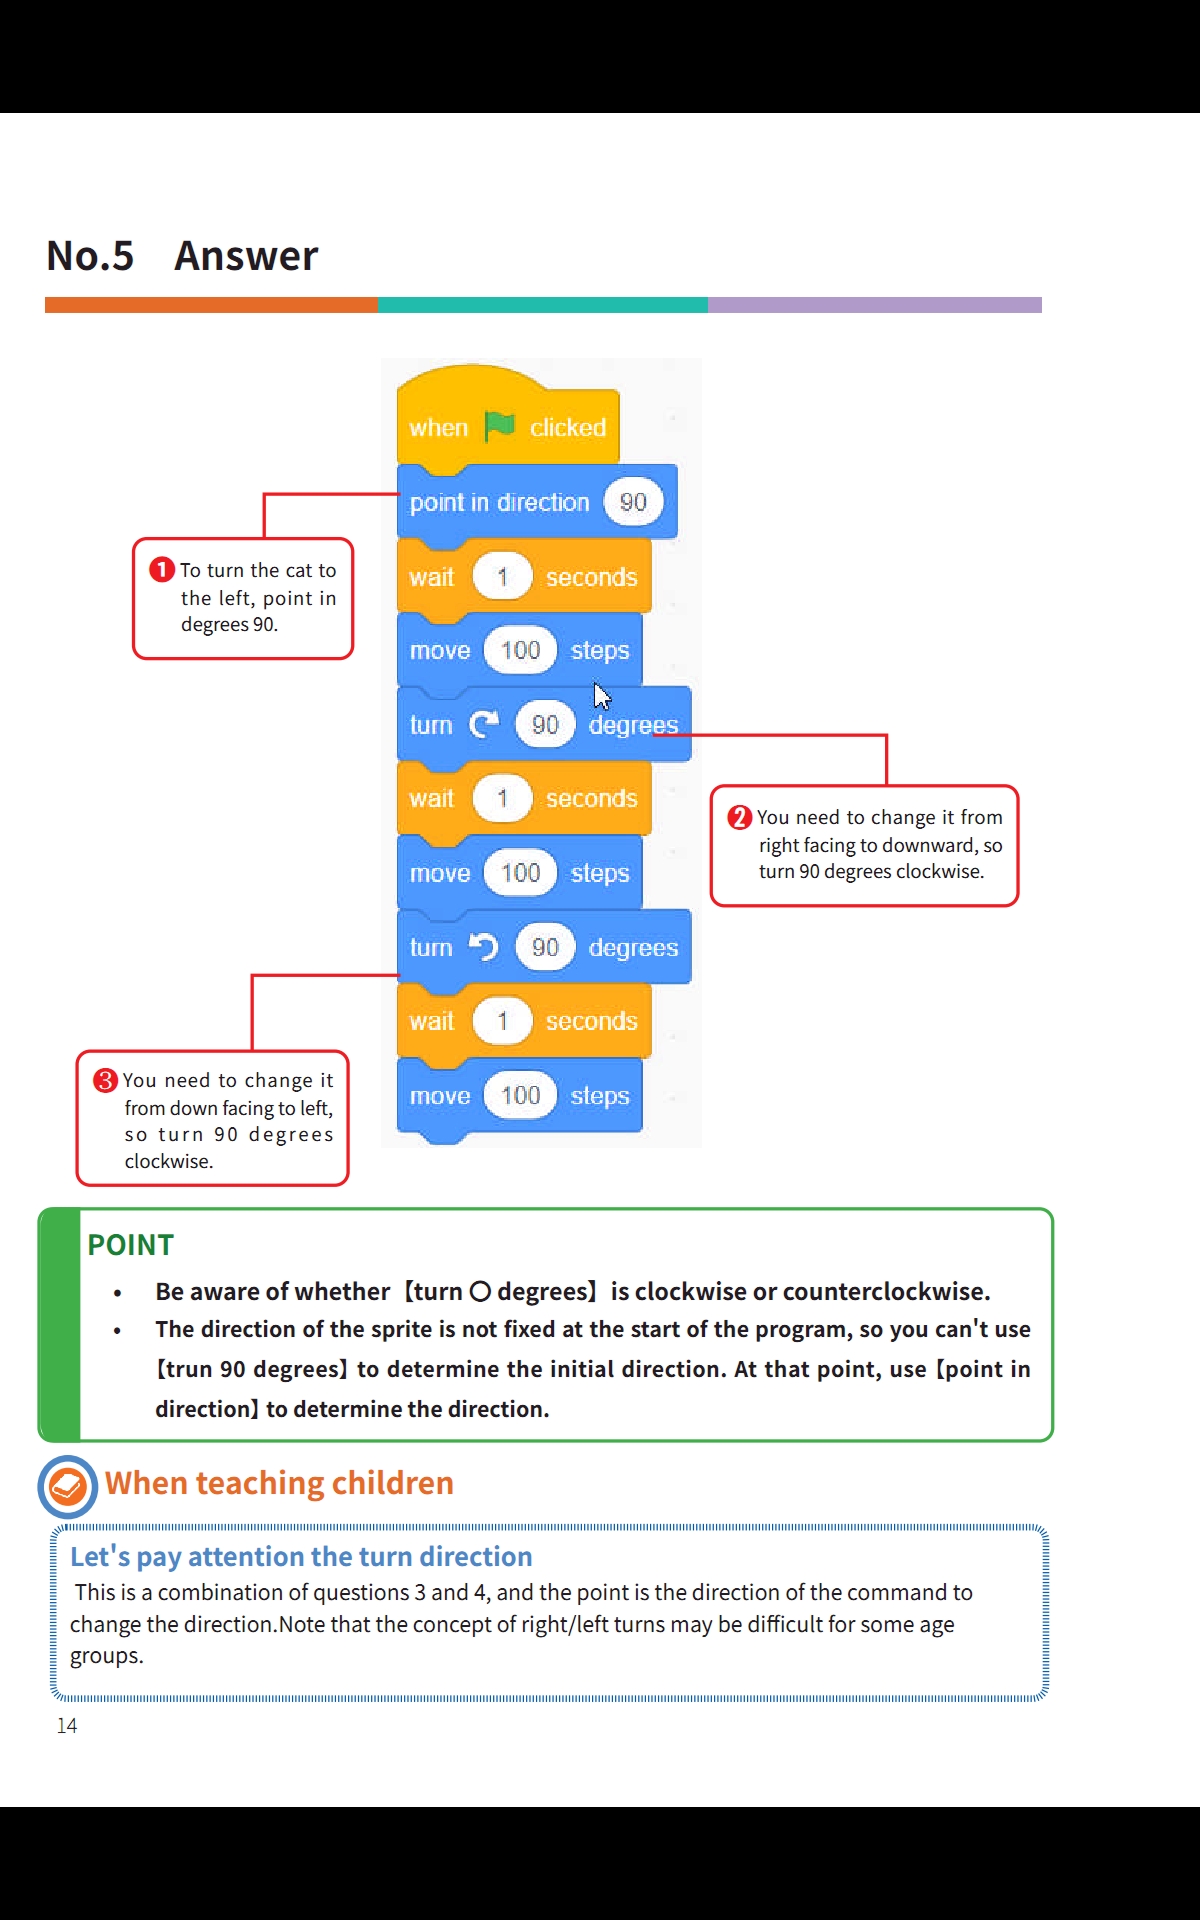 No.5 Answer
when clicked
point in direction 90
❶ To turn the cat to
the left, point in
degrees 90.
wait 1 seconds
move 100 steps
turn 90 degrees
wait 1 seconds
❷ You need to change it from
right facing to downward, so
turn 90 degrees clockwise.
move 100 steps
turn 90 degrees
wait 1 seconds
❸ You need to change it
from down facing to left,
so turn 90 degrees
clockwise.
move 100 steps
POINT
• Be aware of whether【turn ○ degrees】is clockwise or counterclockwise.
• The direction of the sprite is not fixed at the start of the program, so you can't use
【trun 90 degrees】to determine the initial direction. At that point, use【point in
direction】to determine the direction.
When teaching children
Let's pay attention the turn direction
This is a combination of questions 3 and 4, and the point is the direction of the command to
change the direction.Note that the concept of right/left turns may be difficult for some age
groups.
14